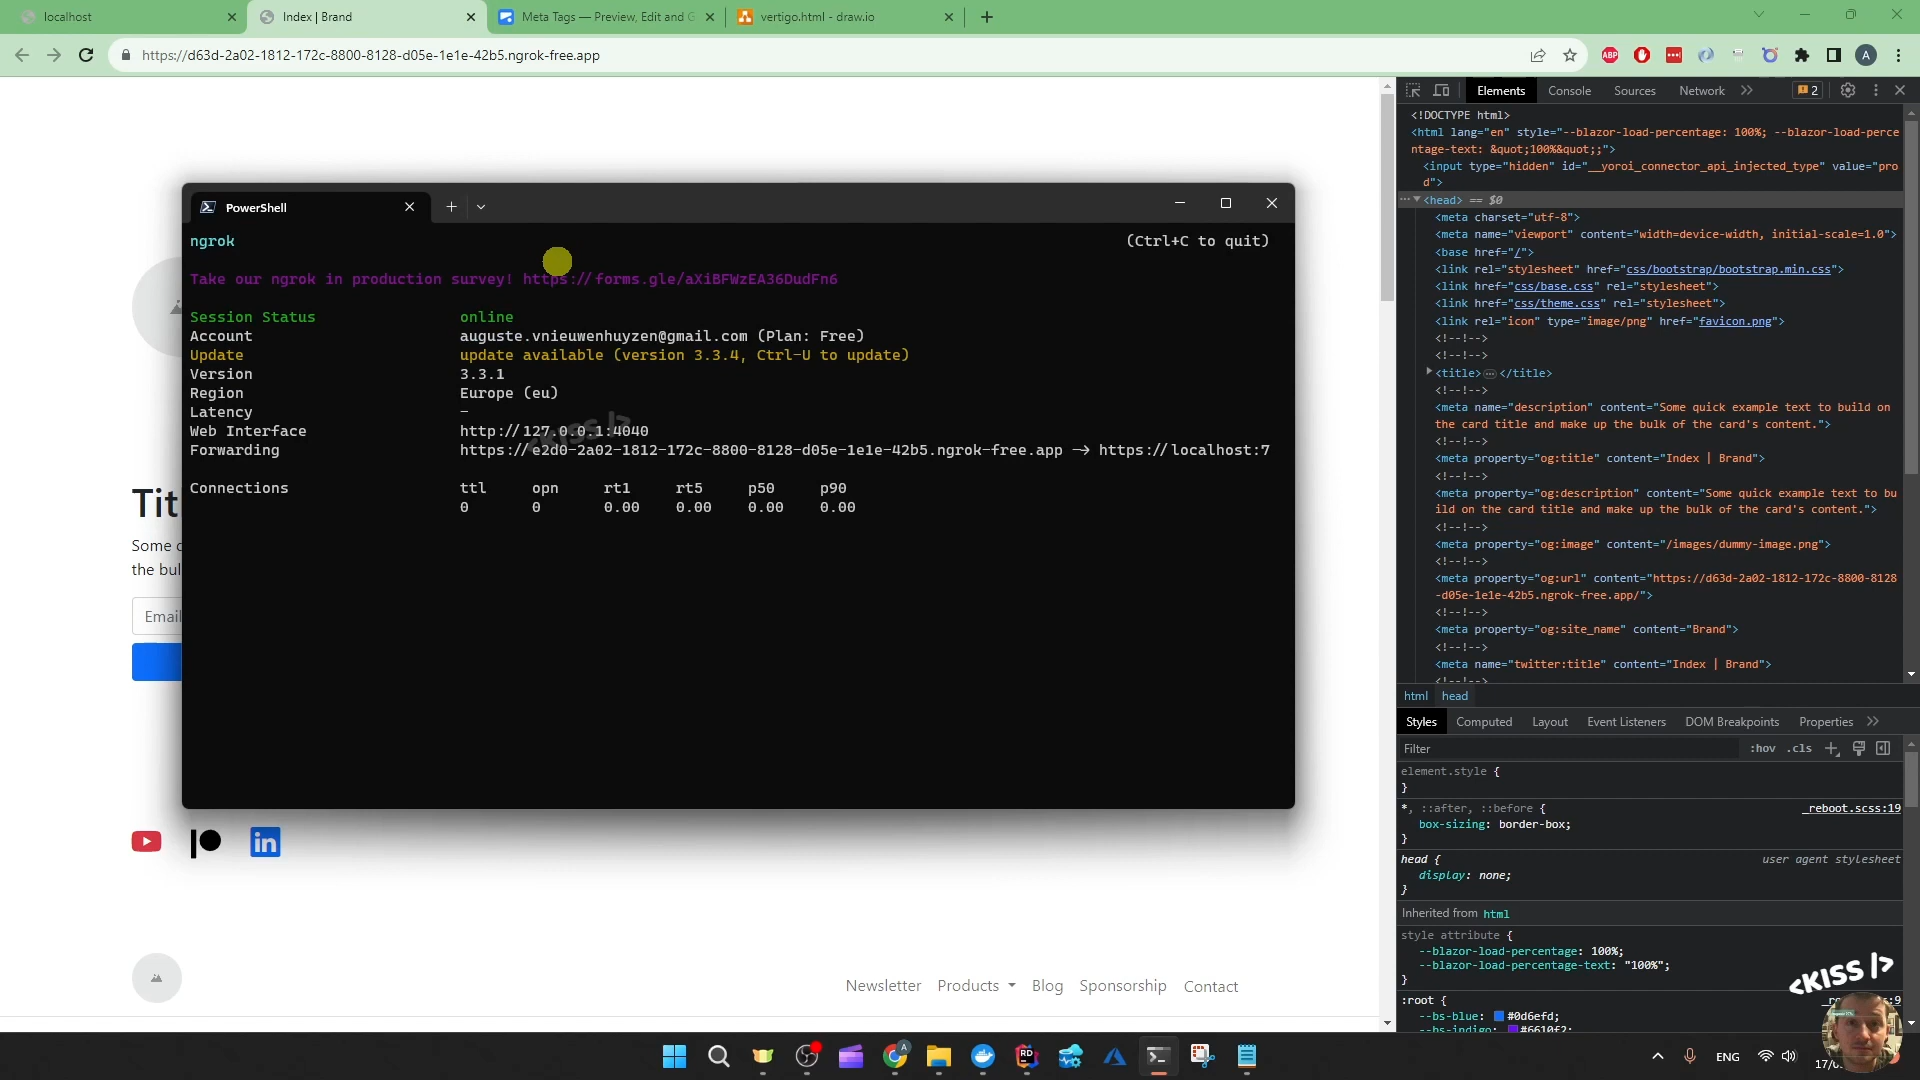 localhost
Index | Brand
Meta Tags — Preview, Edit and G
vertigo.html - draw.io
https://d63d-2a02-1812-172c-8800-8128-d05e-1e1e-42b5.ngrok-free.app
ABP
A
PowerShell
ngrok
(Ctrl+C to quit)
Take our ngrok in production survey! https://forms.gle/aXiBFWzEA36DudFn6
Session Status online
Account auguste.vnieuwenhuyzen@gmail.com (Plan: Free)
Update update available (version 3.3.4, Ctrl-U to update)
Version 3.3.1
Region Europe (eu)
Latency -
Web Interface http://127.0.0.1:4040
<KISS />
Forwarding https://e2d0-2a02-1812-172c-8800-8128-d05e-1e1e-42b5.ngrok-free.app -> https://localhost:7
Connections ttl opn rt1 rt5 p50 p90
0 0 0.00 0.00 0.00 0.00
Tit
Some
the bul
Email
in
Newsletter Products Blog Sponsorship Contact
Elements Console Sources Network 2
<!DOCTYPE html>
<html lang="en" style="--blazor-load-percentage: 100%; --blazor-load-perce
ntage-text: &quot;100%&quot;;">
<input type="hidden" id="__yoroi_connector_api_injected_type" value="pro
d">
<head> == $0
<meta charset="utf-8">
<meta name="viewport" content="width=device-width, initial-scale=1.0">
<base href="/">
<link rel="stylesheet" href="css/bootstrap/bootstrap.min.css">
<link href="css/base.css" rel="stylesheet">
<link href="css/theme.css" rel="stylesheet">
<link rel="icon" type="image/png" href="favicon.png">
<!--!-->
<!--!-->
<title>…</title>
<!--!-->
<meta name="description" content="Some quick example text to build on
the card title and make up the bulk of the card's content.">
<!--!-->
<meta property="og:title" content="Index | Brand">
<!--!-->
<meta property="og:description" content="Some quick example text to bu
ild on the card title and make up the bulk of the card's content.">
<!--!-->
<meta property="og:image" content="/images/dummy-image.png">
<!--!-->
<meta property="og:url" content="https://d63d-2a02-1812-172c-8800-8128
-d05e-1e1e-42b5.ngrok-free.app/">
<!--!-->
<meta property="og:site_name" content="Brand">
<!--!-->
<meta name="twitter:title" content="Index | Brand">
<!--!-->
html head
Styles Computed Layout Event Listeners DOM Breakpoints Properties
Filter :hov .cls
element.style {
}
*, ::after, ::before { _reboot.scss:19
box-sizing: border-box;
}
head { user agent stylesheet
display: none;
}
Inherited from html
style attribute {
--blazor-load-percentage: 100%;
--blazor-load-percentage-text: "100%";
}
<KISS />
:root {
--bs-blue: #0d6efd;
--bs-indigo: #6610f2;
RD
ENG
17/0